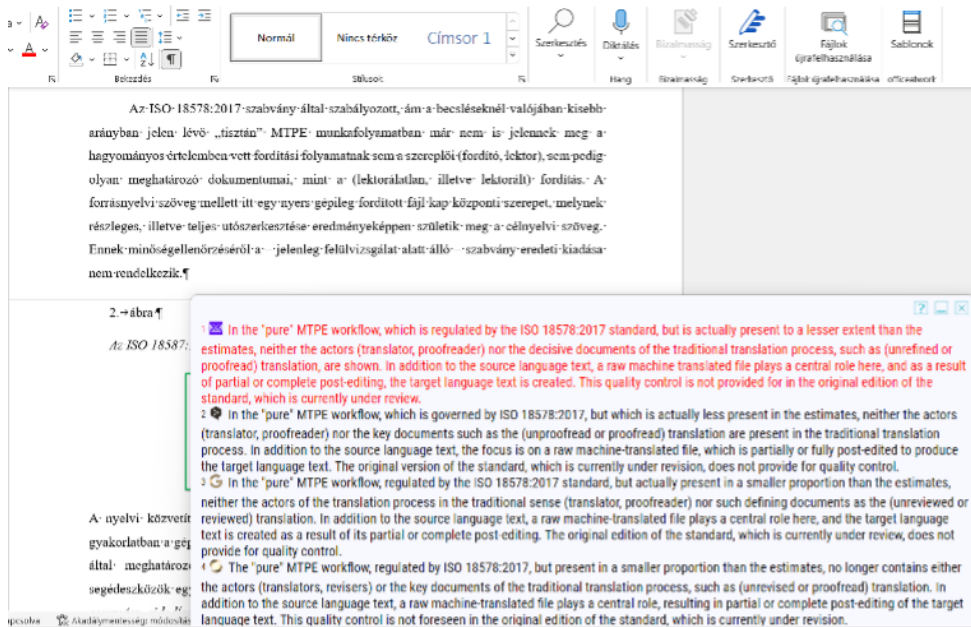 Normál
Nincs térköz
Címsor 1
Szerkesztés
Diktálás
Bizalmasság
Szerkesztő
Fájlok
újrafelhasználása
Sablonok
Bekezdés
Stílusok
Hang
Bizalmasság
Szerkesztő
Fájlok újrafelhasználása
officeatwork
Az ISO 18578:2017 szabvány által szabályozott, ám a becsléseknél valójában kisebb
arányban jelen lévő „tisztán” MTPE munkafolyamatban már nem is jelennek meg a
hagyományos értelemben vett fordítási folyamatnak sem a szereplői (fordító, lektor), sem pedig
olyan meghatározó dokumentumai, mint a (lektorálatlan, illetve lektorált) fordítás. A
forrásnyelvi szöveg mellett itt egy nyers gépileg fordított fájl kap központi szerepet, melynek
részleges, illetve teljes utószerkesztése eredményeképpen születik meg a célnyelvi szöveg.
Ennek minőségellenőrzéséről a – jelenleg felülvizsgálat alatt álló – szabvány eredeti kiadása
nem rendelkezik.¶
2.→ábra¶
Az ISO 18587:
1 In the "pure" MTPE workflow, which is regulated by the ISO 18578:2017 standard, but is actually present to a lesser extent than the
estimates, neither the actors (translator, proofreader) nor the decisive documents of the traditional translation process, such as (unrefined or
proofread) translation, are shown. In addition to the source language text, a raw machine translated file plays a central role here, and as a result
of partial or complete post-editing, the target language text is created. This quality control is not provided for in the original edition of the
standard, which is currently under review.
2 In the "pure" MTPE workflow, which is governed by ISO 18578:2017, but which is actually less present in the estimates, neither the actors
(translator, proofreader) nor the key documents such as the (unproofread or proofread) translation are present in the traditional translation
process. In addition to the source language text, the focus is on a raw machine-translated file, which is partially or fully post-edited to produce
the target language text. The original version of the standard, which is currently under revision, does not provide for quality control.
3 In the "pure" MTPE workflow, regulated by the ISO 18578:2017 standard, but actually present in a smaller proportion than the estimates,
neither the actors of the translation process in the traditional sense (translator, proofreader) nor such defining documents as the (unreviewed or
reviewed) translation. In addition to the source language text, a raw machine-translated file plays a central role here, and the target language
text is created as a result of its partial or complete post-editing. The original edition of the standard, which is currently under review, does not
provide for quality control.
4 The "pure" MTPE workflow, regulated by ISO 18578:2017, but present in a smaller proportion than the estimates, no longer contains either
the actors (translators, revisers) or the key documents of the traditional translation process, such as (unrevised or proofread) translation. In
addition to the source language text, a raw machine-translated file plays a central role, resulting in partial or complete post-editing of the target
language text. This quality control is not foreseen in the original edition of the standard, which is currently under revision.
A nyelvi közvetít
gyakorlatban a gép
által meghatároz
segédeszközök eg
Akadálymentesség: módosítás